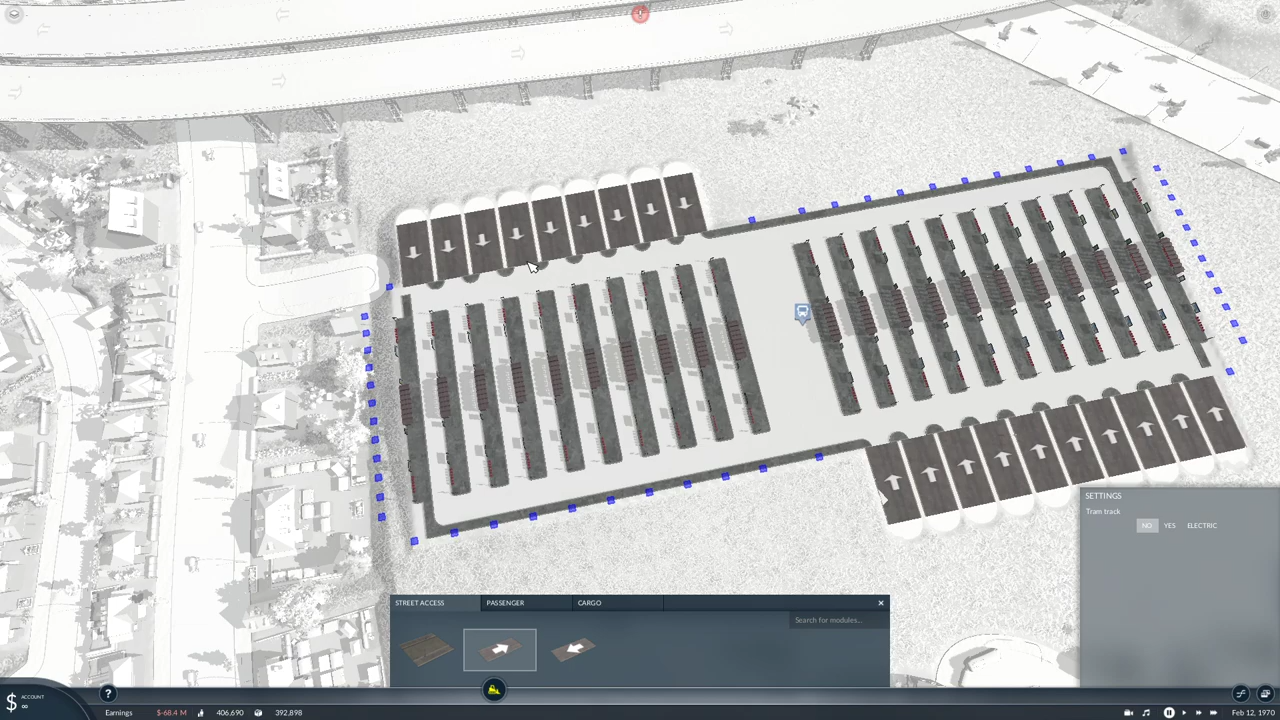 SETTINGS
Tram track
NO YES ELECTRIC
STREET ACCESS PASSENGER CARGO ×
Search for modules...
$ ACCOUNT
∞
?
Earnings $-68.4 M 406,690 392,898 Feb 12, 1970